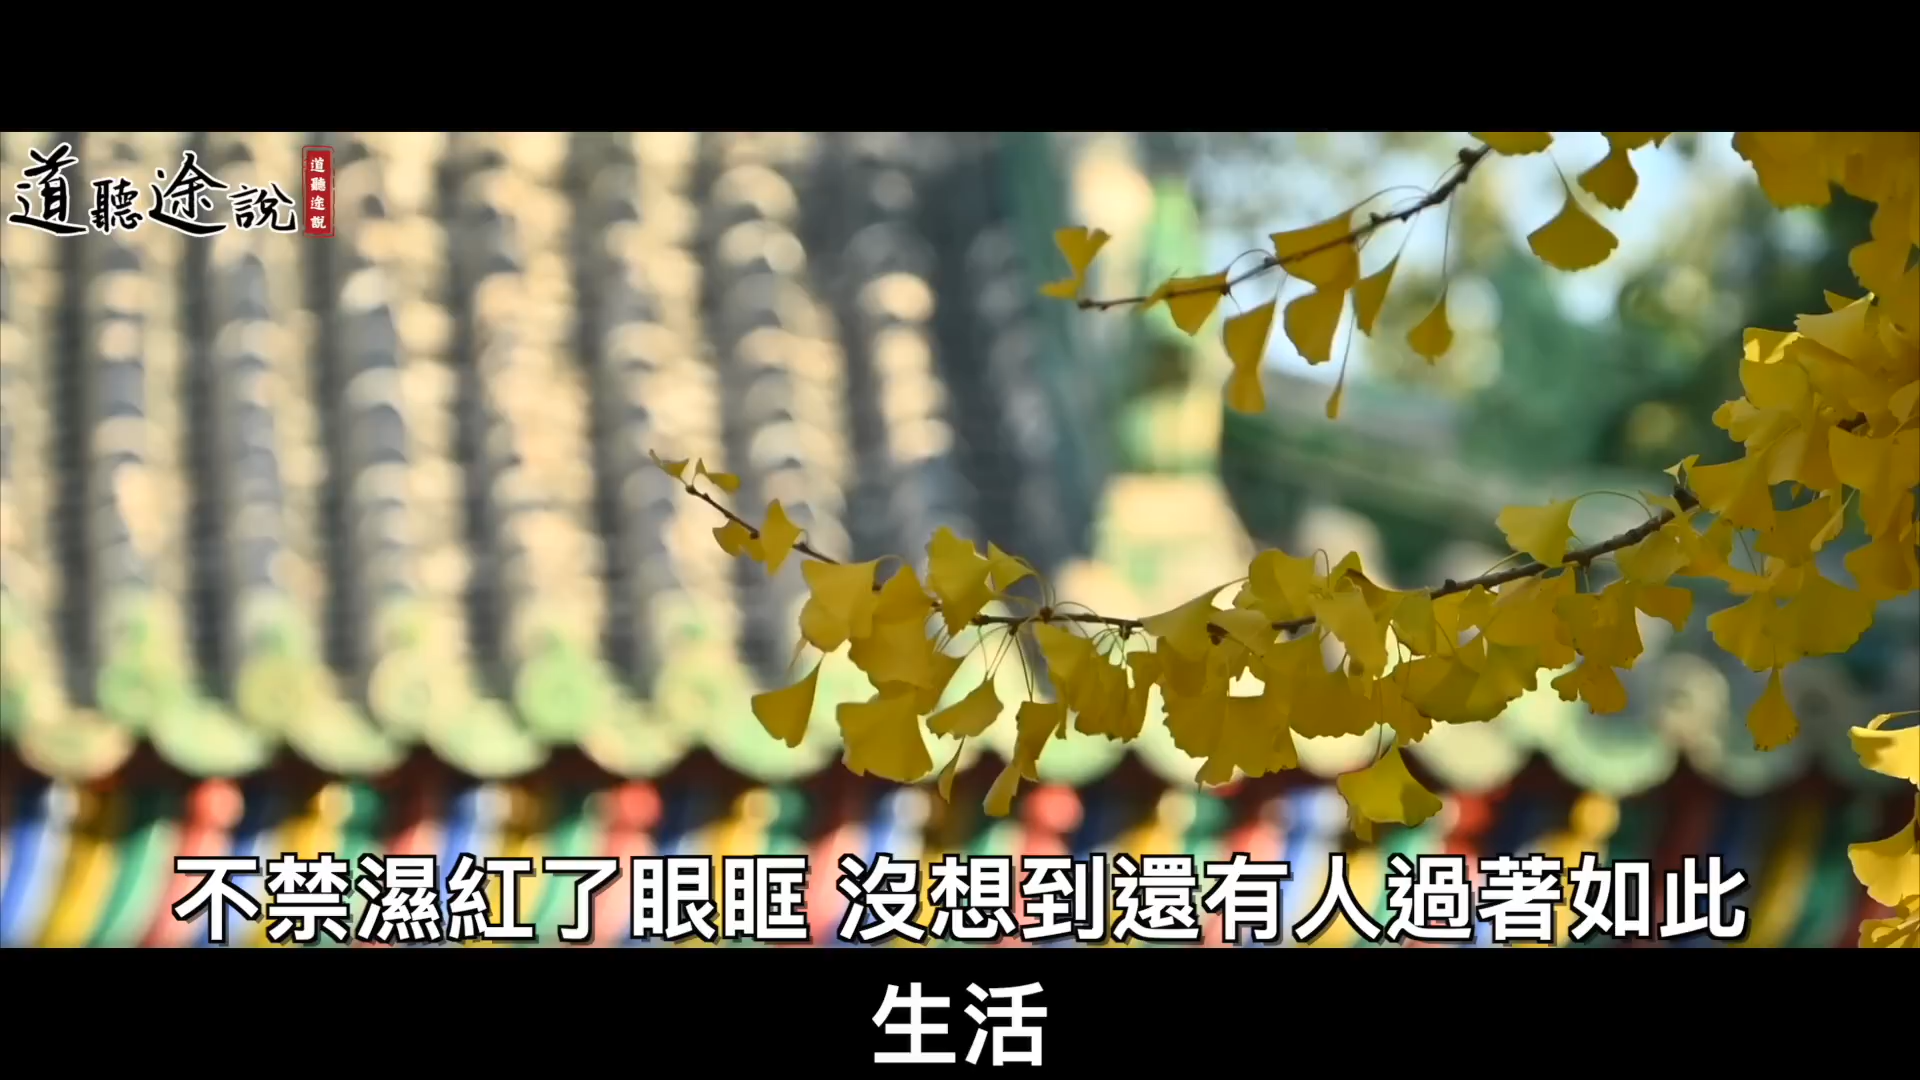 道聽途說
道聽途說
不禁濕紅了眼眶 沒想到還有人過著如此
生活